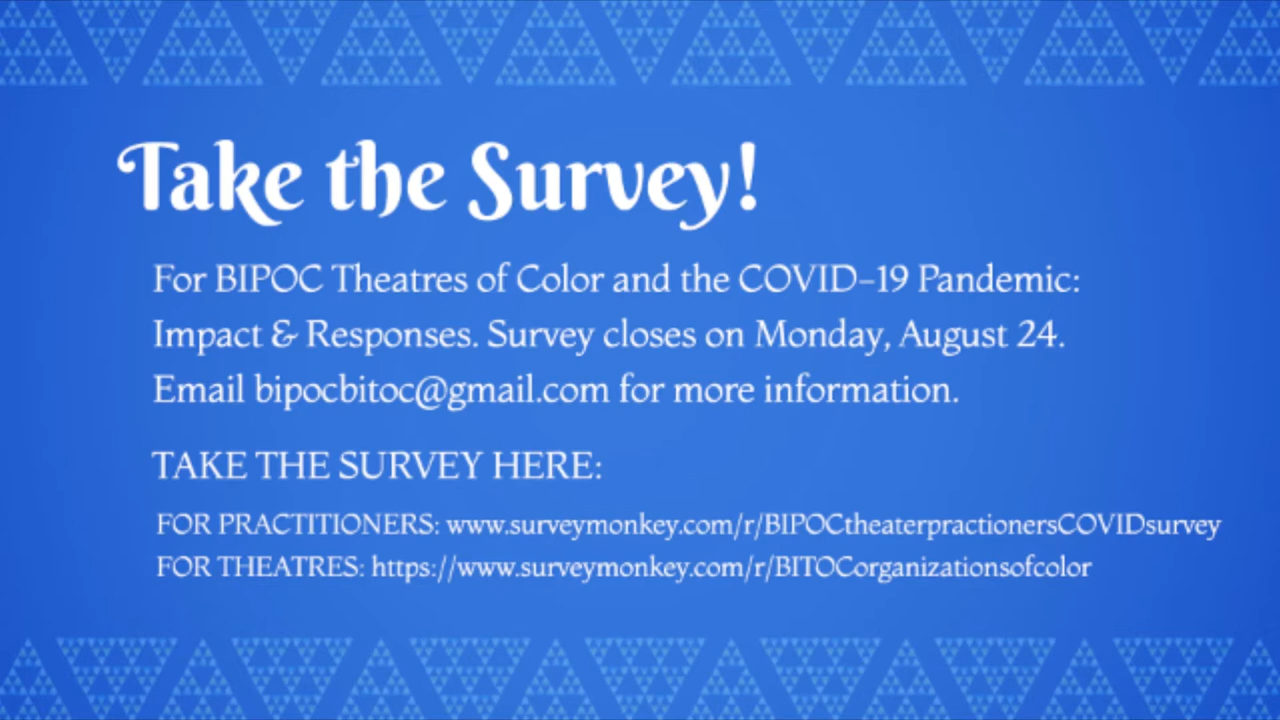 Take the Survey!
For BIPOC Theatres of Color and the COVID-19 Pandemic:
Impact & Responses. Survey closes on Monday, August 24.
Email bipocbitoc@gmail.com for more information.
TAKE THE SURVEY HERE:
FOR PRACTITIONERS: www.surveymonkey.com/r/BIPOCtheaterpractionersCOVIDsurvey
FOR THEATRES: https://www.surveymonkey.com/r/BITOCorganizationsofcolor